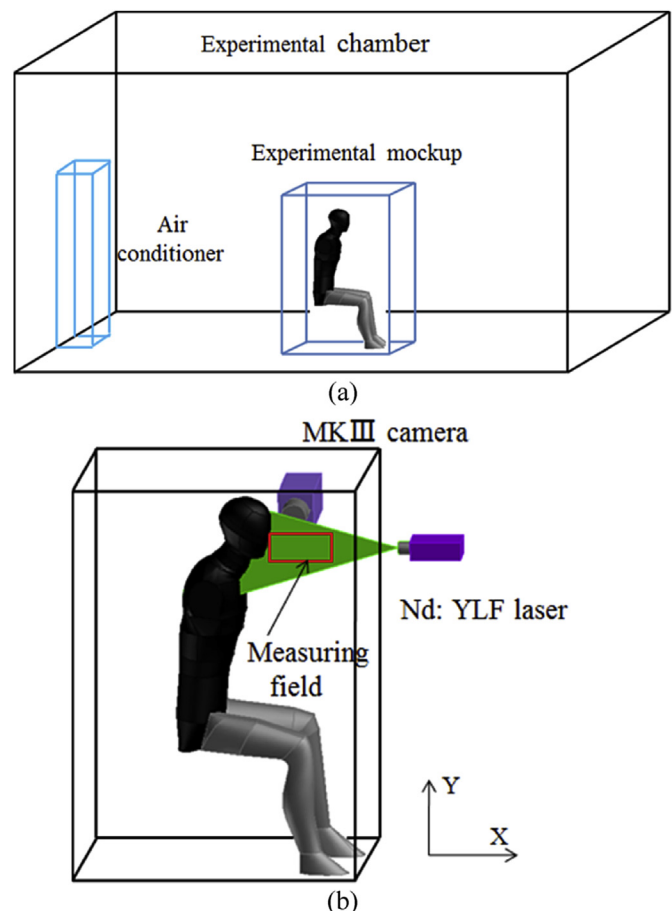 Experimental chamber
Experimental mockup
Air
conditioner
(a)
MKⅢ camera
Nd: YLF laser
Measuring
field
Y
X
(b)